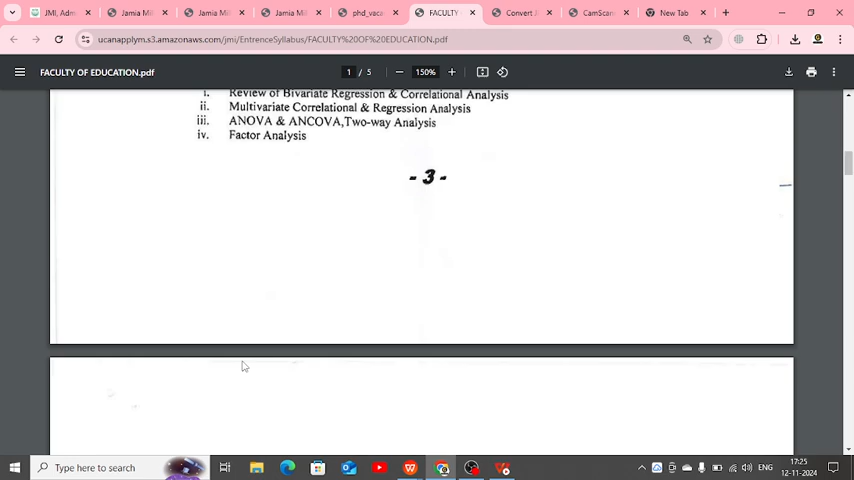 JMI, Adm
Jamia Mil
Jamia Mil
Jamia Mil
phd_vaca
FACULTY
Convert J
CamScan
New Tab
ucanapplym.s3.amazonaws.com/jmi/EntrenceSyllabus/FACULTY%20OF%20EDUCATION.pdf
FACULTY OF EDUCATION.pdf
1 / 5
150%
i. Review of Bivariate Regression & Correlational Analysis
ii. Multivariate Correlational & Regression Analysis
iii. ANOVA & ANCOVA,Two-way Analysis
iv. Factor Analysis
- 3 -
Type here to search
ENG
17:25
12-11-2024